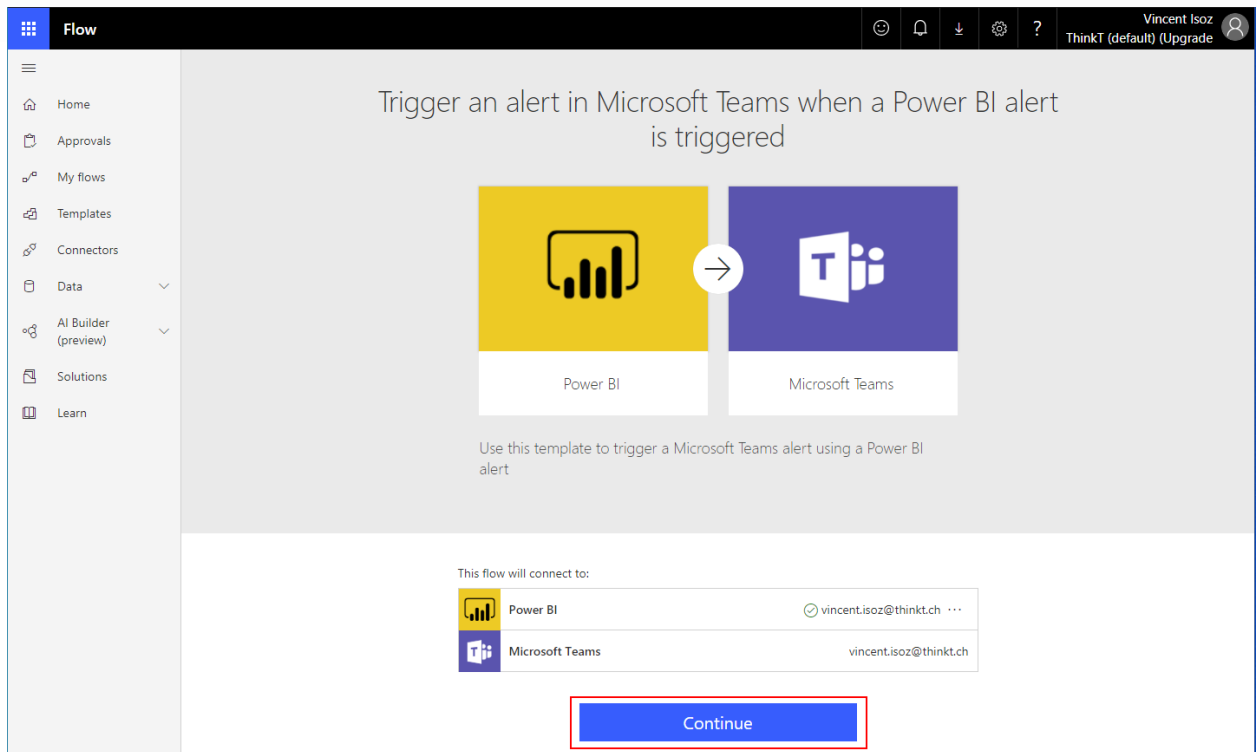 Flow
?
Vincent Isoz
ThinkT (default) (Upgrade
Home
Approvals
My flows
Templates
Connectors
Data
AI Builder
(preview)
Solutions
Learn
Trigger an alert in Microsoft Teams when a Power BI alert
is triggered
T
Power BI
Microsoft Teams
Use this template to trigger a Microsoft Teams alert using a Power BI
alert
This flow will connect to:
Power BI
vincent.isoz@thinkt.ch ···
T
Microsoft Teams
vincent.isoz@thinkt.ch
Continue